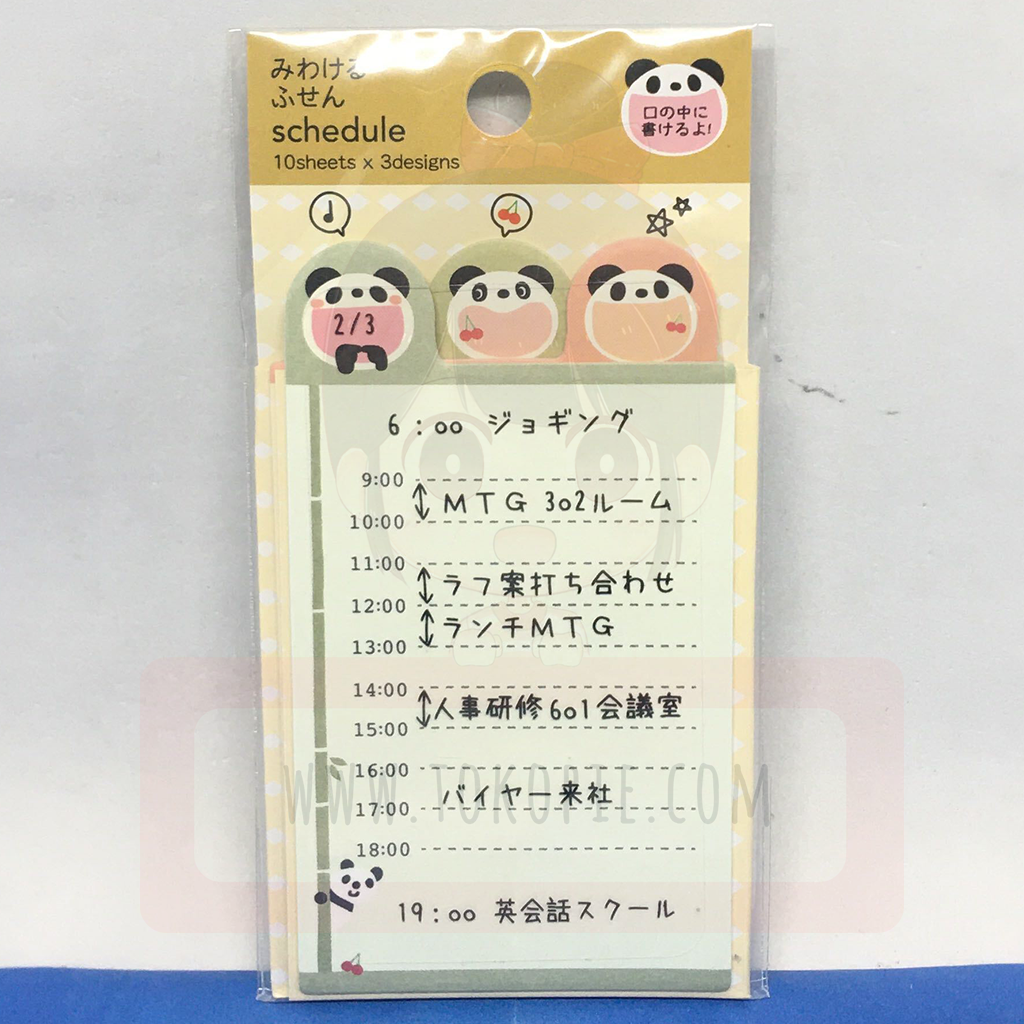 みわける
ふせん
schedule
10sheets x 3designs
口の中に
書けるよ!
2/3
6:00 ジョギング
9:00
MTG 302ルーム
10:00
11:00
ラフ案打ち合わせ
12:00
ランチMTG
13:00
14:00
人事研修601会議室
15:00
16:00
バイヤー来社
WWW.TOKOPIE.COM
17:00
18:00
19:00 英会話スクール